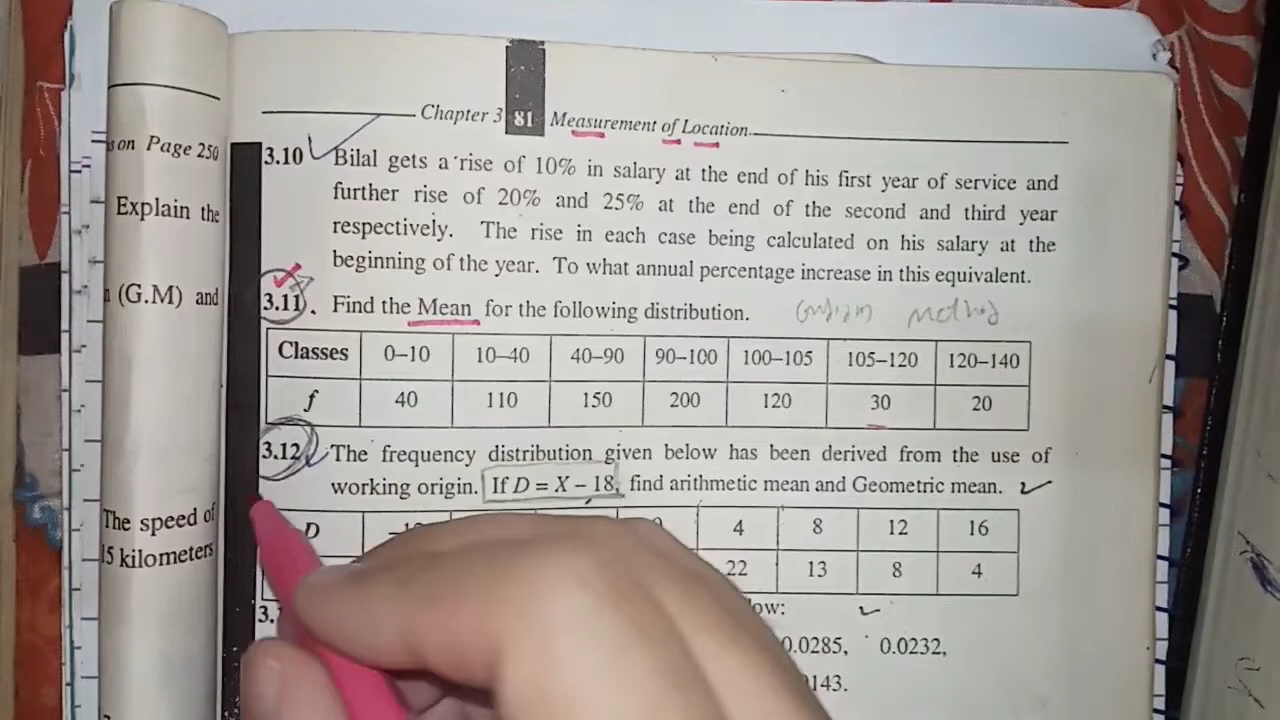 Chapter 3 81 Measurement of Location
s on Page 250
Explain the
(G.M) and
The speed of
15 kilometers
3.10 Bilal gets a rise of 10% in salary at the end of his first year of service and
further rise of 20% and 25% at the end of the second and third year
respectively. The rise in each case being calculated on his salary at the
beginning of the year. To what annual percentage increase in this equivalent.
3.11. Find the Mean for the following distribution. method
Classes 0–10 10–40 40–90 90–100 100–105 105–120 120–140
f 40 110 150 200 120 30 20
3.12 The frequency distribution given below has been derived from the use of
working origin. If D = X – 18, find arithmetic mean and Geometric mean.
D 4 8 12 16
22 13 8 4
3.
0.0285, 0.0232,
143.